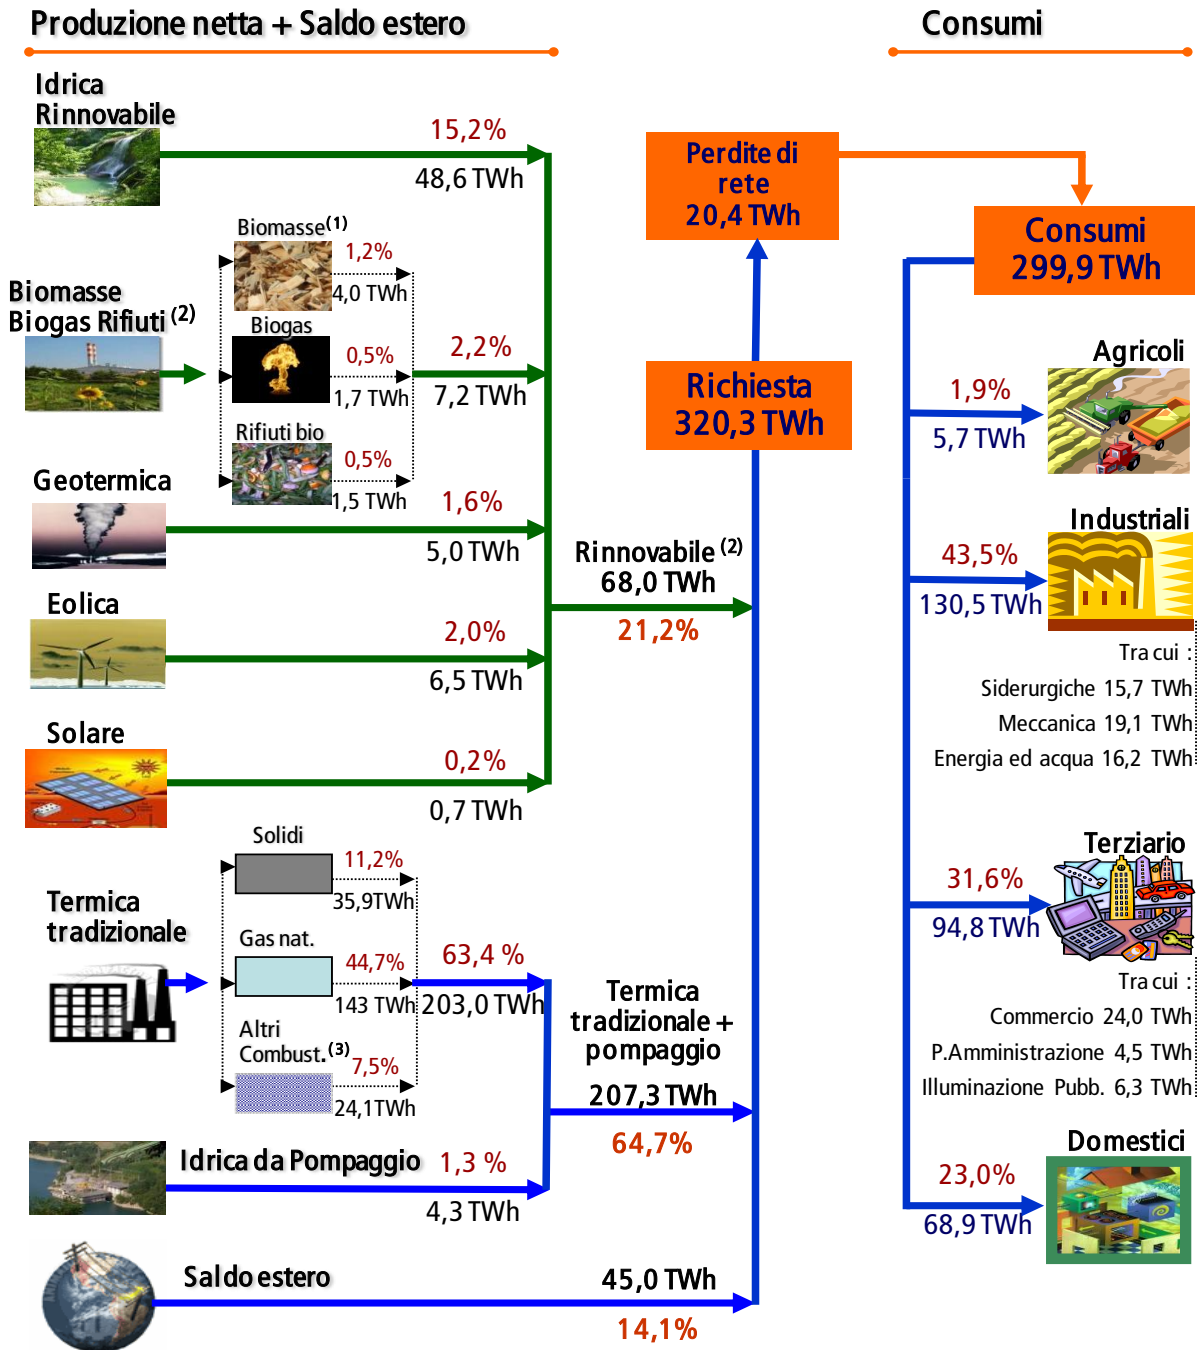 Produzione netta + Saldo estero
Idrica
Rinnovabile
15,2%
48,6 TWh
Biomasse
Biogas Rifiuti (2)
Biomasse(1)
1,2%
4,0 TWh
Biogas
0,5%
1,7 TWh
Rifiuti bio
0,5%
1,5 TWh
2,2%
7,2 TWh
Geotermica
1,6%
5,0 TWh
Eolica
2,0%
6,5 TWh
Solare
0,2%
0,7 TWh
Rinnovabile (2)
68,0 TWh
21,2%
Termica
tradizionale
Solidi
11,2%
35,9TWh
Gas nat.
44,7%
143 TWh
Altri
Combust.(3)
7,5%
24,1TWh
63,4 %
203,0 TWh
Idrica da Pompaggio
1,3 %
4,3 TWh
Termica
tradizionale +
pompaggio
207,3 TWh
64,7%
Saldo estero
45,0 TWh
14,1%
Richiesta
320,3 TWh
Perdite di
rete
20,4 TWh
Consumi
Consumi
299,9 TWh
Agricoli
1,9%
5,7 TWh
Industriali
43,5%
130,5 TWh
Tra cui :
Siderurgiche 15,7 TWh
Meccanica 19,1 TWh
Energia ed acqua 16,2 TWh
Terziario
31,6%
94,8 TWh
Tra cui :
Commercio 24,0 TWh
P.Amministrazione 4,5 TWh
Illuminazione Pubb. 6,3 TWh
Domestici
23,0%
68,9 TWh